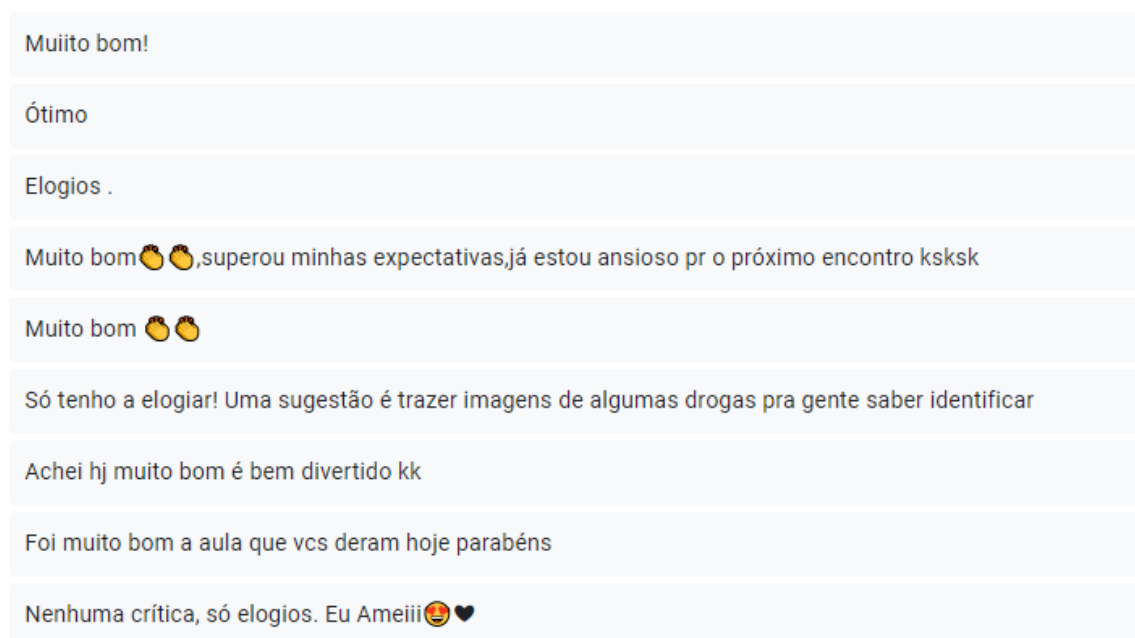 Muiito bom!
Ótimo
Elogios .
Muito bom👏👏,superou minhas expectativas,já estou ansioso pr o próximo encontro ksksk
Muito bom 👏👏
Só tenho a elogiar! Uma sugestão é trazer imagens de algumas drogas pra gente saber identificar
Achei hj muito bom é bem divertido kk
Foi muito bom a aula que vcs deram hoje parabéns
Nenhuma crítica, só elogios. Eu Ameiii😍🖤